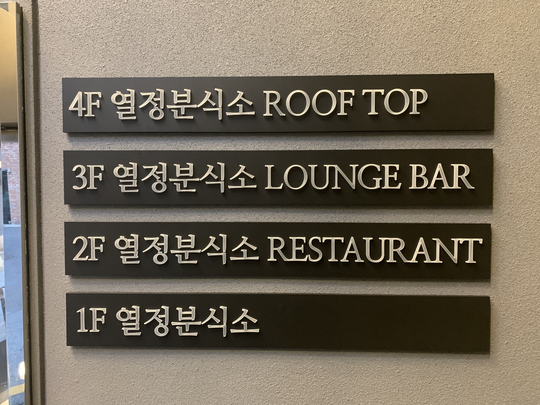 4F 열정분식소 ROOF TOP
3F 열정분식소 LOUNGE BAR
2F 열정분식소 RESTAURANT
1F 열정분식소